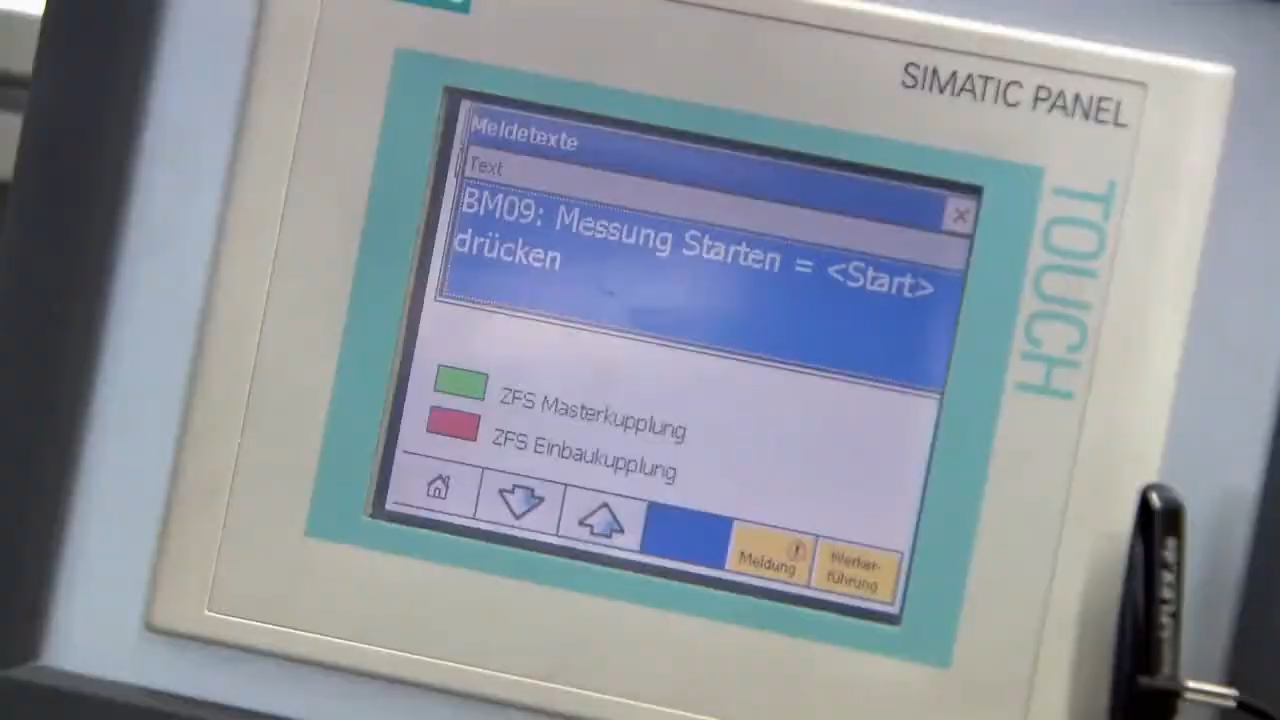 SIMATIC PANEL
TOUCH
Meldetexte
Text
BM09: Messung Starten = <Start>
drücken
ZFS Masterkupplung
ZFS Einbaukupplung
Meldung
Werker-
führung